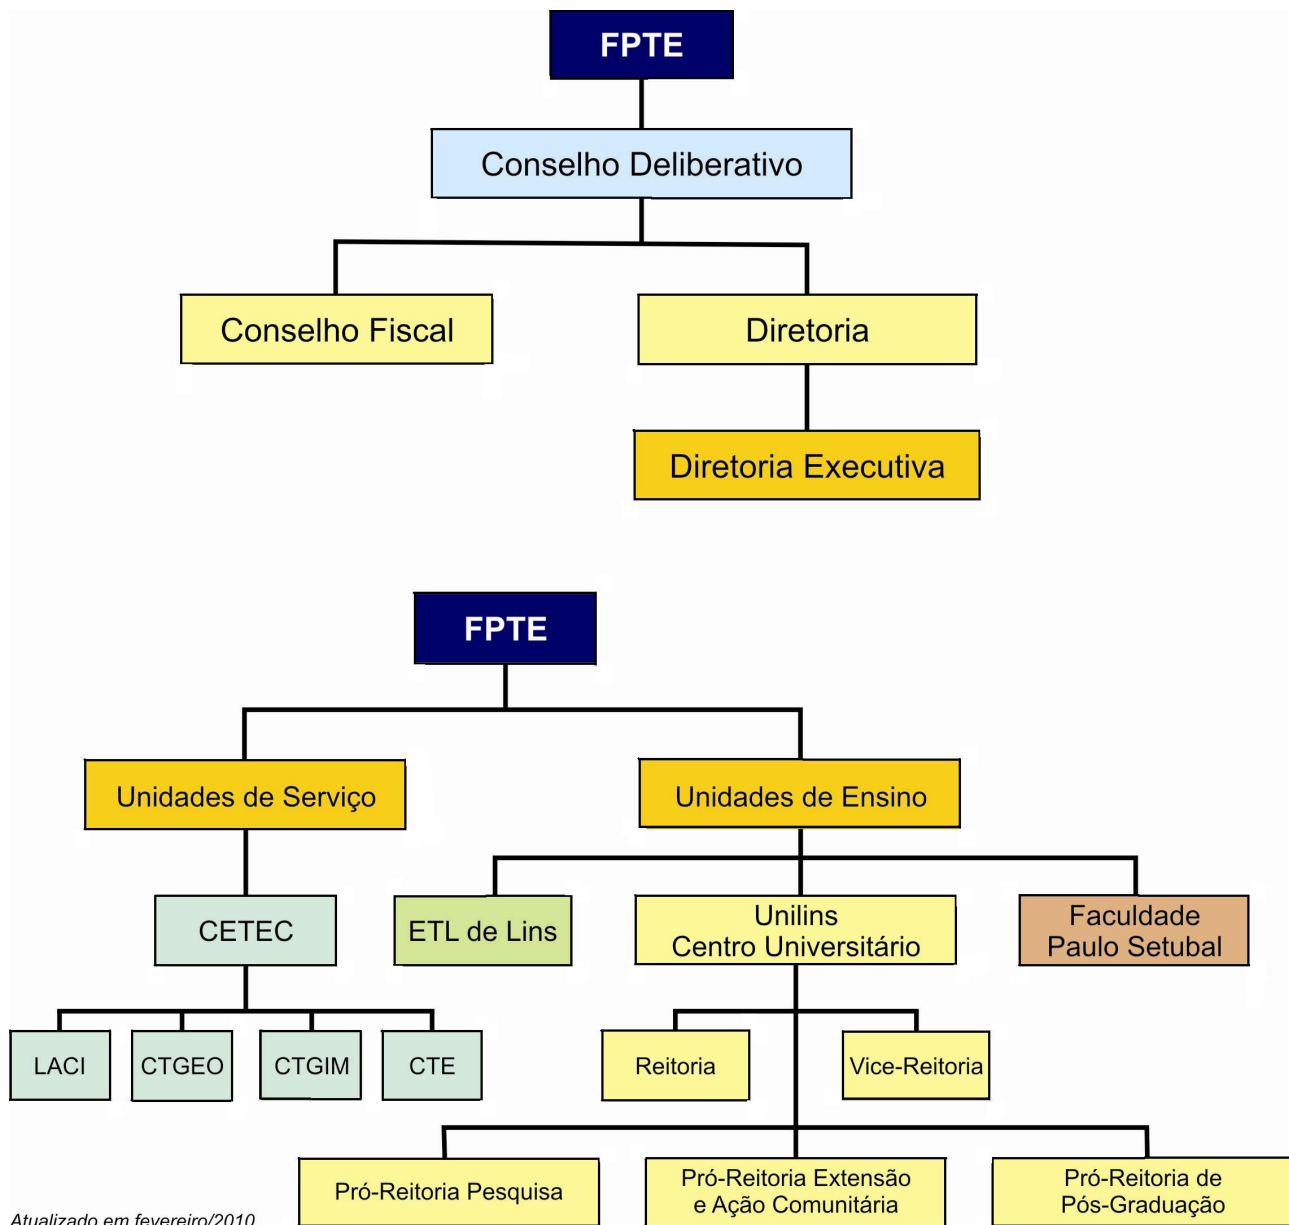 FPTE
Conselho Deliberativo
Conselho Fiscal
Diretoria
Diretoria Executiva
FPTE
Unidades de Serviço
Unidades de Ensino
CETEC
ETL de Lins
Unilins
Centro Universitário
Faculdade
Paulo Setubal
LACI
CTGEO
CTGIM
CTE
Reitoria
Vice-Reitoria
Pró-Reitoria Pesquisa
Pró-Reitoria Extensão
e Ação Comunitária
Pró-Reitoria de
Pós-Graduação
Atualizado em fevereiro/2010